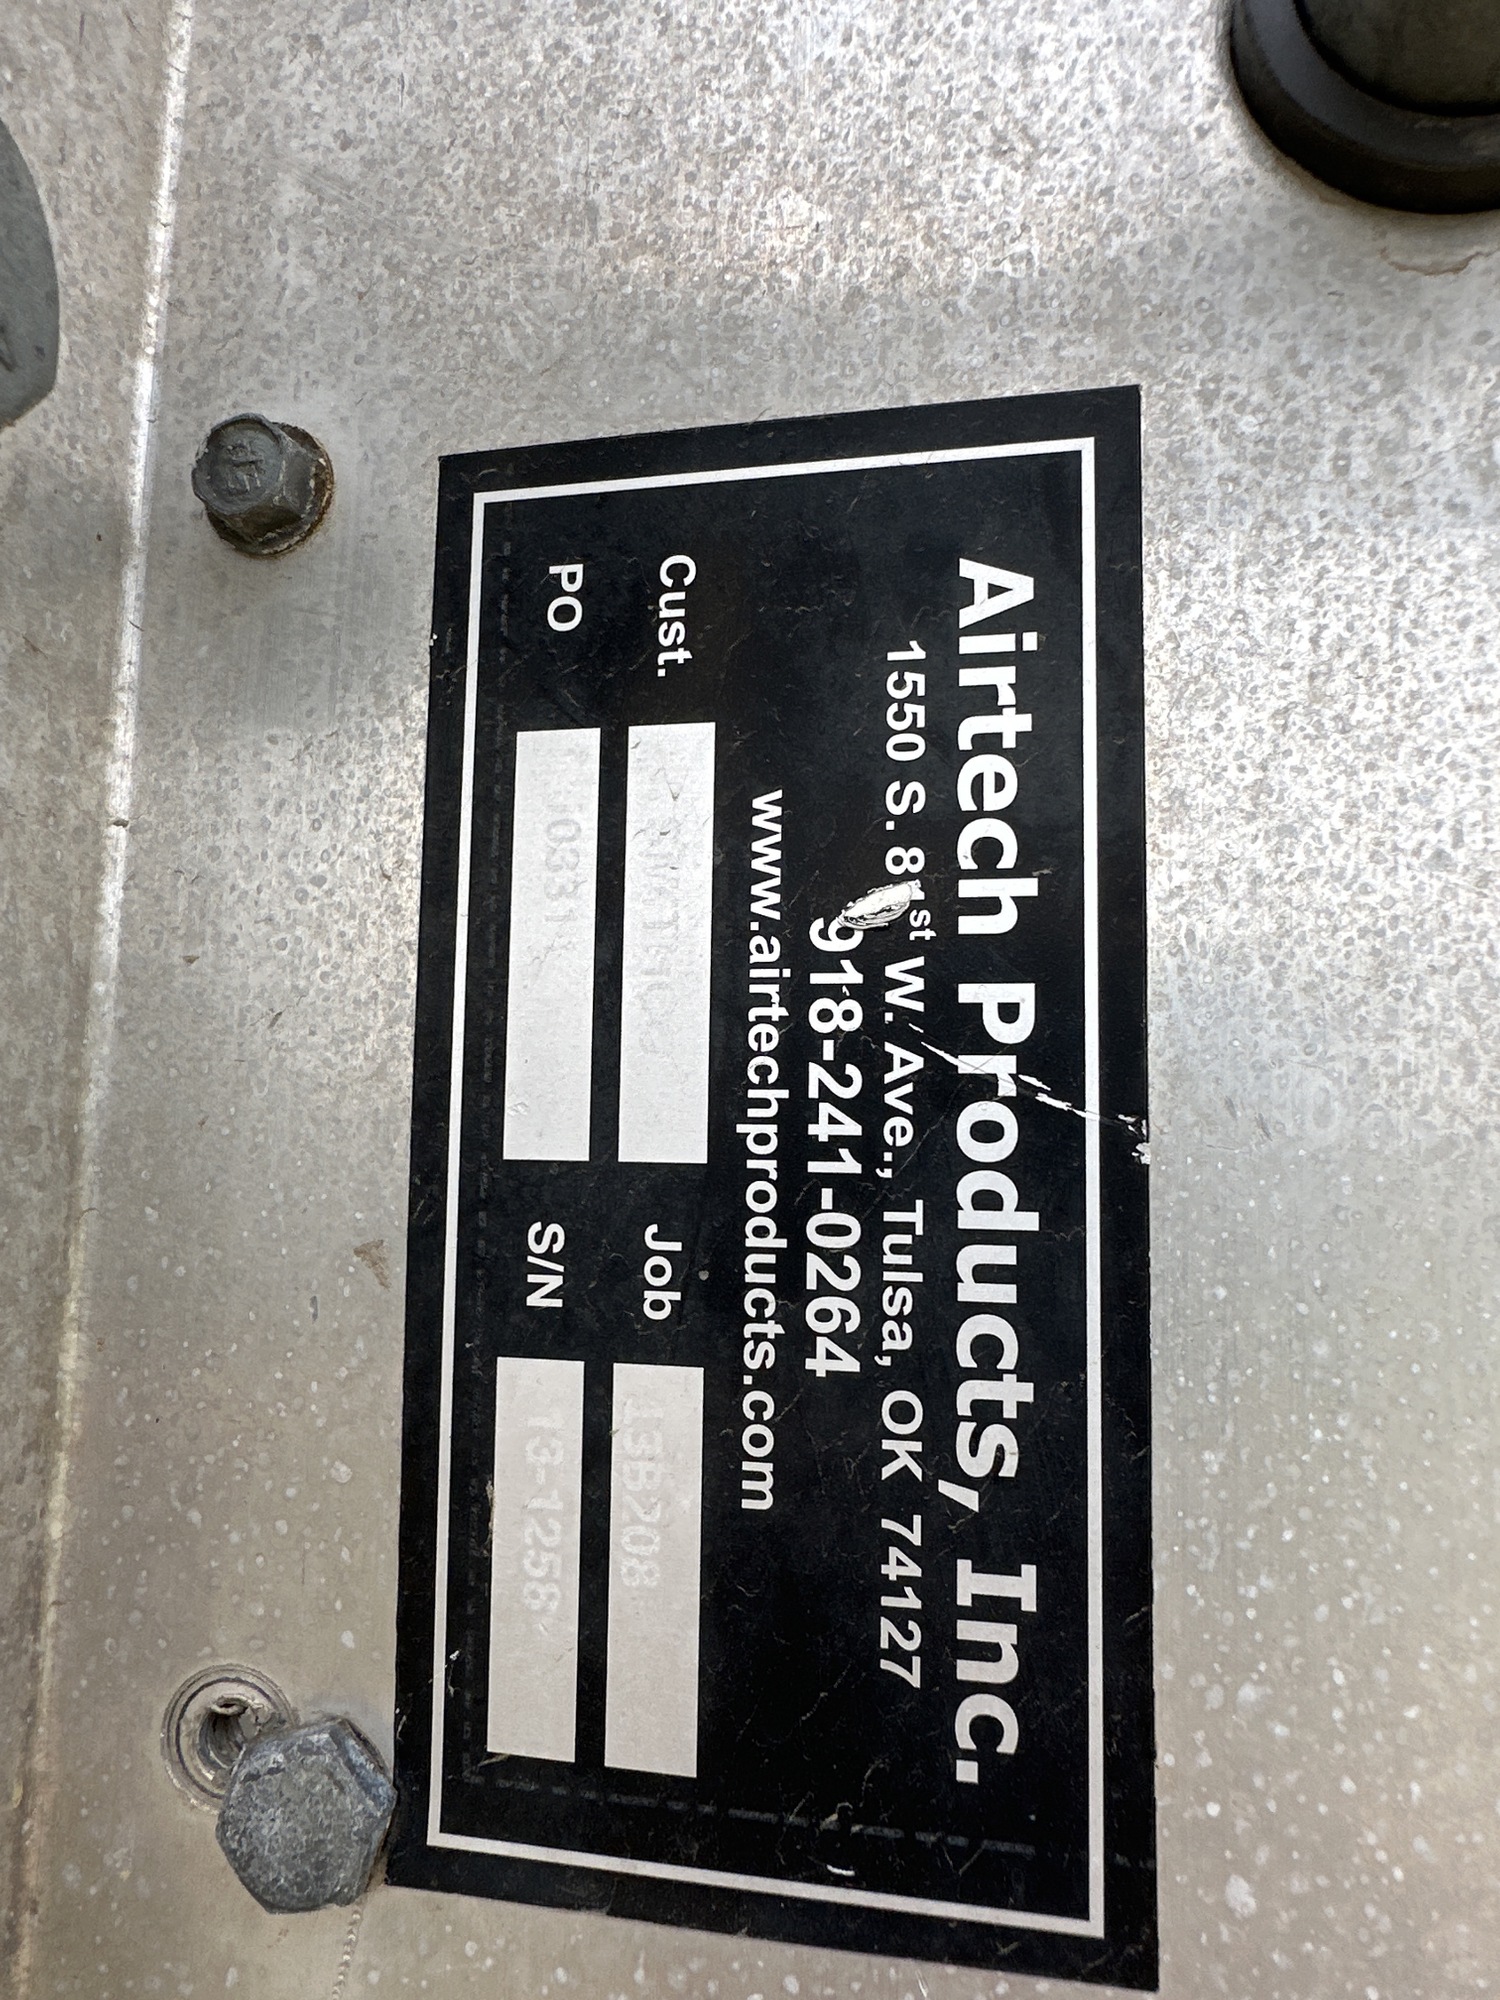 Airtech Products, Inc.
1550 S. 81st W. Ave., Tulsa, OK 74127
918-241-0264
www.airtechproducts.com
Cust.
Job 13B208
PO
S/N 13-1258